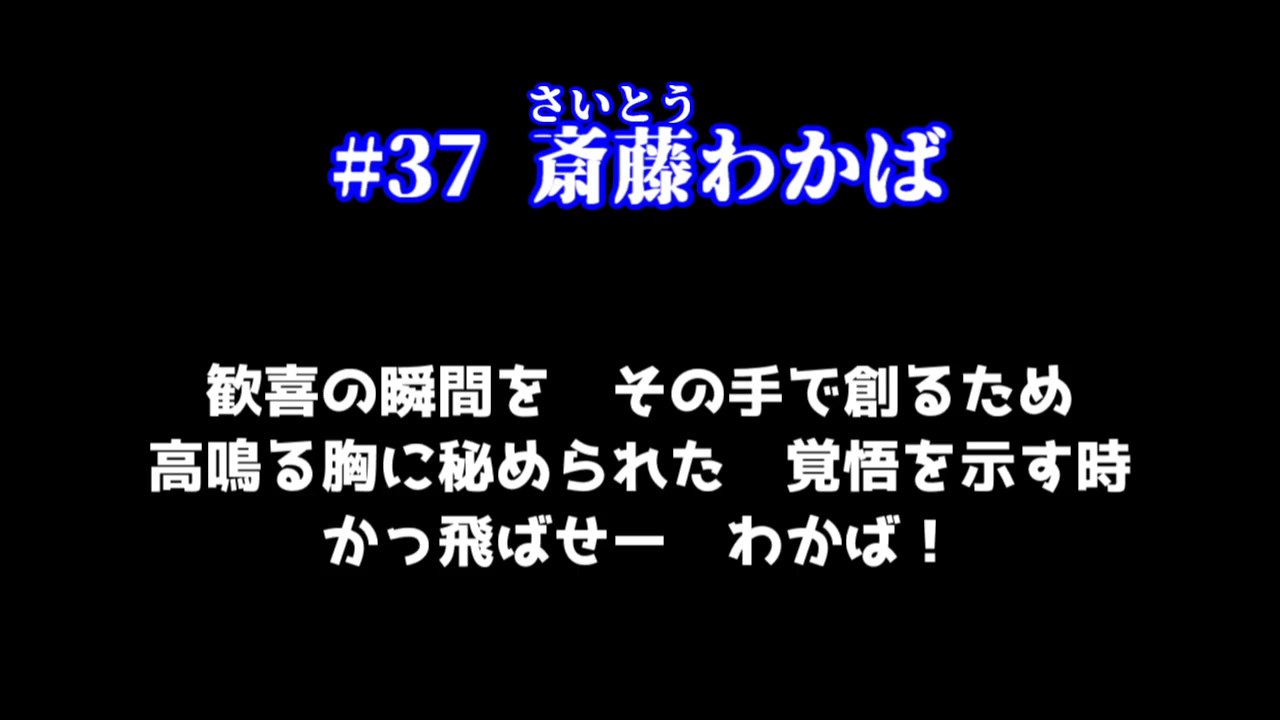 さいとう
#37 斎藤わかば
歓喜の瞬間を　その手で創るため
高鳴る胸に秘められた　覚悟を示す時
かっ飛ばせー　わかば！